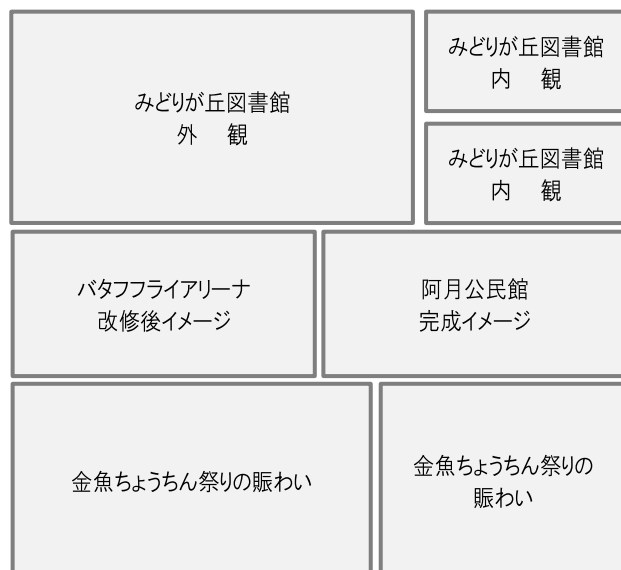 みどりが丘図書館
外　観
みどりが丘図書館
内　観
みどりが丘図書館
内　観
バタフフライアリーナ
改修後イメージ
阿月公民館
完成イメージ
金魚ちょうちん祭りの賑わい
金魚ちょうちん祭りの
賑わい